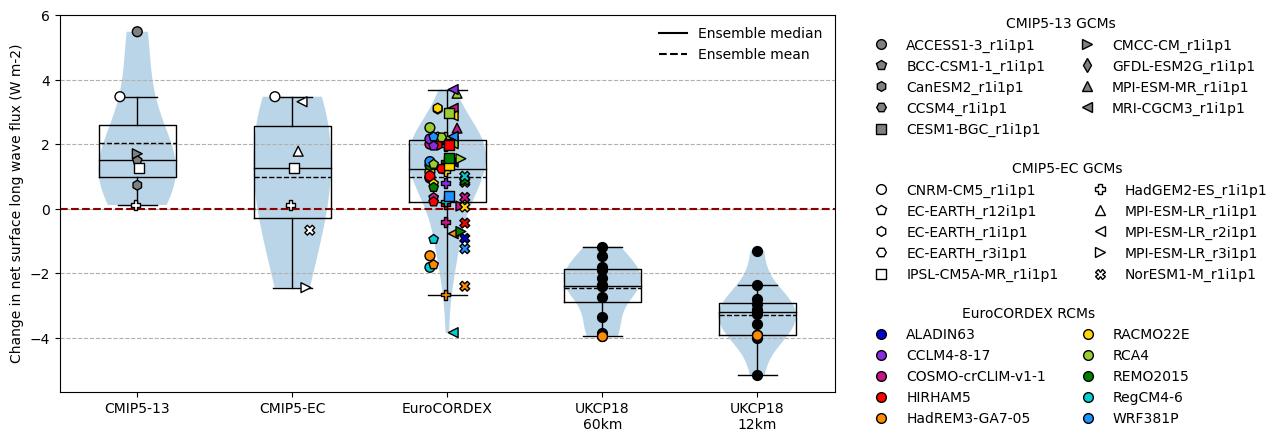 Change in net surface long wave flux (W m-2)
6
4
2
0
−2
−4
Ensemble median
Ensemble mean
CMIP5-13
CMIP5-EC
EuroCORDEX
UKCP18
60km
UKCP18
12km
CMIP5-13 GCMs
ACCESS1-3_r1i1p1
BCC-CSM1-1_r1i1p1
CanESM2_r1i1p1
CCSM4_r1i1p1
CESM1-BGC_r1i1p1
CMCC-CM_r1i1p1
GFDL-ESM2G_r1i1p1
MPI-ESM-MR_r1i1p1
MRI-CGCM3_r1i1p1
CMIP5-EC GCMs
CNRM-CM5_r1i1p1
EC-EARTH_r12i1p1
EC-EARTH_r1i1p1
EC-EARTH_r3i1p1
IPSL-CM5A-MR_r1i1p1
HadGEM2-ES_r1i1p1
MPI-ESM-LR_r1i1p1
MPI-ESM-LR_r2i1p1
MPI-ESM-LR_r3i1p1
NorESM1-M_r1i1p1
EuroCORDEX RCMs
ALADIN63
CCLM4-8-17
COSMO-crCLIM-v1-1
HIRHAM5
HadREM3-GA7-05
RACMO22E
RCA4
REMO2015
RegCM4-6
WRF381P